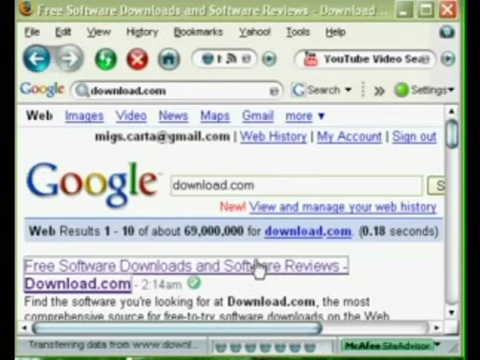 Free Software Downloads and Software Reviews - Download...
File Edit View History Bookmarks Yahoo! Tools Help
YouTube Video Sea
Google download.com Search Settings
Web Images Video News Maps Gmail more
migs.carta@gmail.com | Web History | My Account | Sign out
Google download.com S
New! View and manage your web history
Web Results 1 - 10 of about 69,000,000 for download.com. (0.18 seconds)
Free Software Downloads and Software Reviews -
Download.com - 2:14am
Find the software you're looking for at Download.com, the most
comprehensive source for free-to-try software downloads on the Web.
Transferring data from www.downl McAfee SiteAdvisor